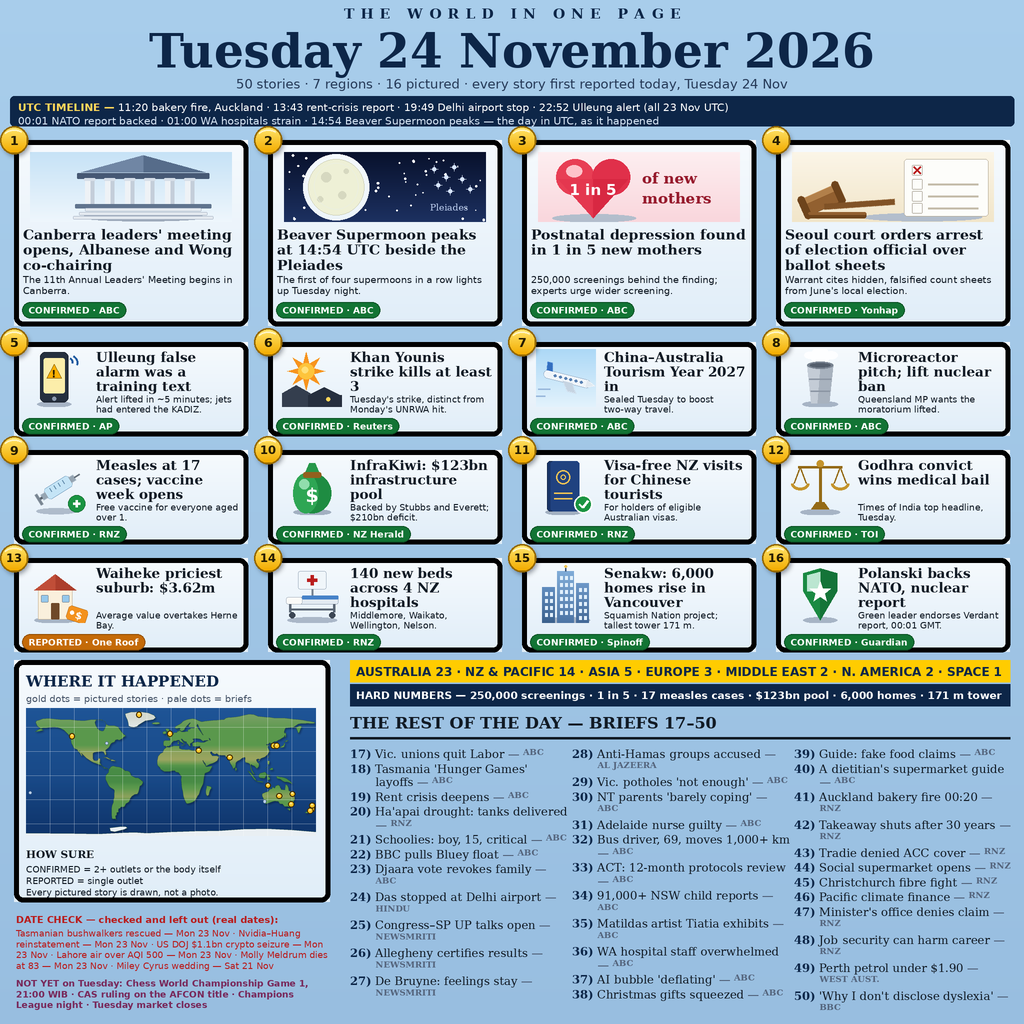 THE WORLD IN ONE PAGE
Tuesday 24 November 2026
50 stories · 7 regions · 16 pictured · every story first reported today, Tuesday 24 Nov
UTC TIMELINE — 11:20 bakery fire, Auckland · 13:43 rent-crisis report · 19:49 Delhi airport stop · 22:52 Ulleung alert (all 23 Nov UTC)
00:01 NATO report backed · 01:00 WA hospitals strain · 14:54 Beaver Supermoon peaks — the day in UTC, as it happened
1
Canberra leaders' meeting
opens, Albanese and Wong
co-chairing
The 11th Annual Leaders' Meeting begins in
Canberra.
CONFIRMED · ABC
2
Pleiades
Beaver Supermoon peaks
at 14:54 UTC beside the
Pleiades
The first of four supermoons in a row lights
up Tuesday night.
CONFIRMED · ABC
3
1 in 5
of new
mothers
Postnatal depression found
in 1 in 5 new mothers
250,000 screenings behind the finding;
experts urge wider screening.
CONFIRMED · ABC
4
Seoul court orders arrest
of election official over
ballot sheets
Warrant cites hidden, falsified count sheets
from June's local election.
CONFIRMED · Yonhap
5
Ulleung false
alarm was a
training text
Alert lifted in ~5 minutes; jets
had entered the KADIZ.
CONFIRMED · AP
6
Khan Younis
strike kills at least
3
Tuesday's strike, distinct from
Monday's UNRWA hit.
CONFIRMED · Reuters
7
China–Australia
Tourism Year 2027
in
Sealed Tuesday to boost
two-way travel.
CONFIRMED · ABC
8
Microreactor
pitch; lift nuclear
ban
Queensland MP wants the
moratorium lifted.
CONFIRMED · ABC
9
Measles at 17
cases; vaccine
week opens
Free vaccine for everyone aged
over 1.
CONFIRMED · RNZ
10
$
InfraKiwi: $123bn
infrastructure
pool
Backed by Stubbs and Everett;
$210bn deficit.
CONFIRMED · NZ Herald
11
Visa-free NZ visits
for Chinese
tourists
For holders of eligible
Australian visas.
CONFIRMED · RNZ
12
Godhra convict
wins medical bail
Times of India top headline,
Tuesday.
CONFIRMED · TOI
13
$
Waiheke priciest
suburb: $3.62m
Average value overtakes Herne
Bay.
REPORTED · One Roof
14
140 new beds
across 4 NZ
hospitals
Middlemore, Waikato,
Wellington, Nelson.
CONFIRMED · RNZ
15
Senakw: 6,000
homes rise in
Vancouver
Squamish Nation project;
tallest tower 171 m.
CONFIRMED · Spinoff
16
Polanski backs
NATO, nuclear
report
Green leader endorses Verdant
report, 00:01 GMT.
CONFIRMED · Guardian
WHERE IT HAPPENED
gold dots = pictured stories · pale dots = briefs
HOW SURE
CONFIRMED = 2+ outlets or the body itself
REPORTED = single outlet
Every pictured story is drawn, not a photo.
DATE CHECK — checked and left out (real dates):
Tasmanian bushwalkers rescued — Mon 23 Nov · Nvidia–Huang
reinstatement — Mon 23 Nov · US DOJ $1.1bn crypto seizure — Mon
23 Nov · Lahore air over AQI 500 — Mon 23 Nov · Molly Meldrum dies
at 83 — Mon 23 Nov · Miley Cyrus wedding — Sat 21 Nov
NOT YET on Tuesday: Chess World Championship Game 1,
21:00 WIB · CAS ruling on the AFCON title · Champions
League night · Tuesday market closes
AUSTRALIA 23 · NZ & PACIFIC 14 · ASIA 5 · EUROPE 3 · MIDDLE EAST 2 · N. AMERICA 2 · SPACE 1
HARD NUMBERS — 250,000 screenings · 1 in 5 · 17 measles cases · $123bn pool · 6,000 homes · 171 m tower
THE REST OF THE DAY — BRIEFS 17–50
17) Vic. unions quit Labor — ABC
18) Tasmania 'Hunger Games'
layoffs — ABC
19) Rent crisis deepens — ABC
20) Ha'apai drought: tanks delivered
— RNZ
21) Schoolies: boy, 15, critical — ABC
22) BBC pulls Bluey float — ABC
23) Djaara vote revokes family —
ABC
24) Das stopped at Delhi airport —
HINDU
25) Congress–SP UP talks open —
NEWSMRITI
26) Allegheny certifies results —
NEWSMRITI
27) De Bruyne: feelings stay —
NEWSMRITI
28) Anti-Hamas groups accused —
AL JAZEERA
29) Vic. potholes 'not enough' — ABC
30) NT parents 'barely coping' —
ABC
31) Adelaide nurse guilty — ABC
32) Bus driver, 69, moves 1,000+ km
— ABC
33) ACT: 12-month protocols review
— ABC
34) 91,000+ NSW child reports —
ABC
35) Matildas artist Tiatia exhibits —
ABC
36) WA hospital staff overwhelmed
— ABC
37) AI bubble 'deflating' — ABC
38) Christmas gifts squeezed — ABC
39) Guide: fake food claims — ABC
40) A dietitian's supermarket guide
— ABC
41) Auckland bakery fire 00:20 —
RNZ
42) Takeaway shuts after 30 years —
RNZ
43) Tradie denied ACC cover — RNZ
44) Social supermarket opens — RNZ
45) Christchurch fibre fight — RNZ
46) Pacific climate finance — RNZ
47) Minister's office denies claim —
RNZ
48) Job security can harm career —
RNZ
49) Perth petrol under $1.90 —
WEST AUST.
50) 'Why I don't disclose dyslexia' —
BBC